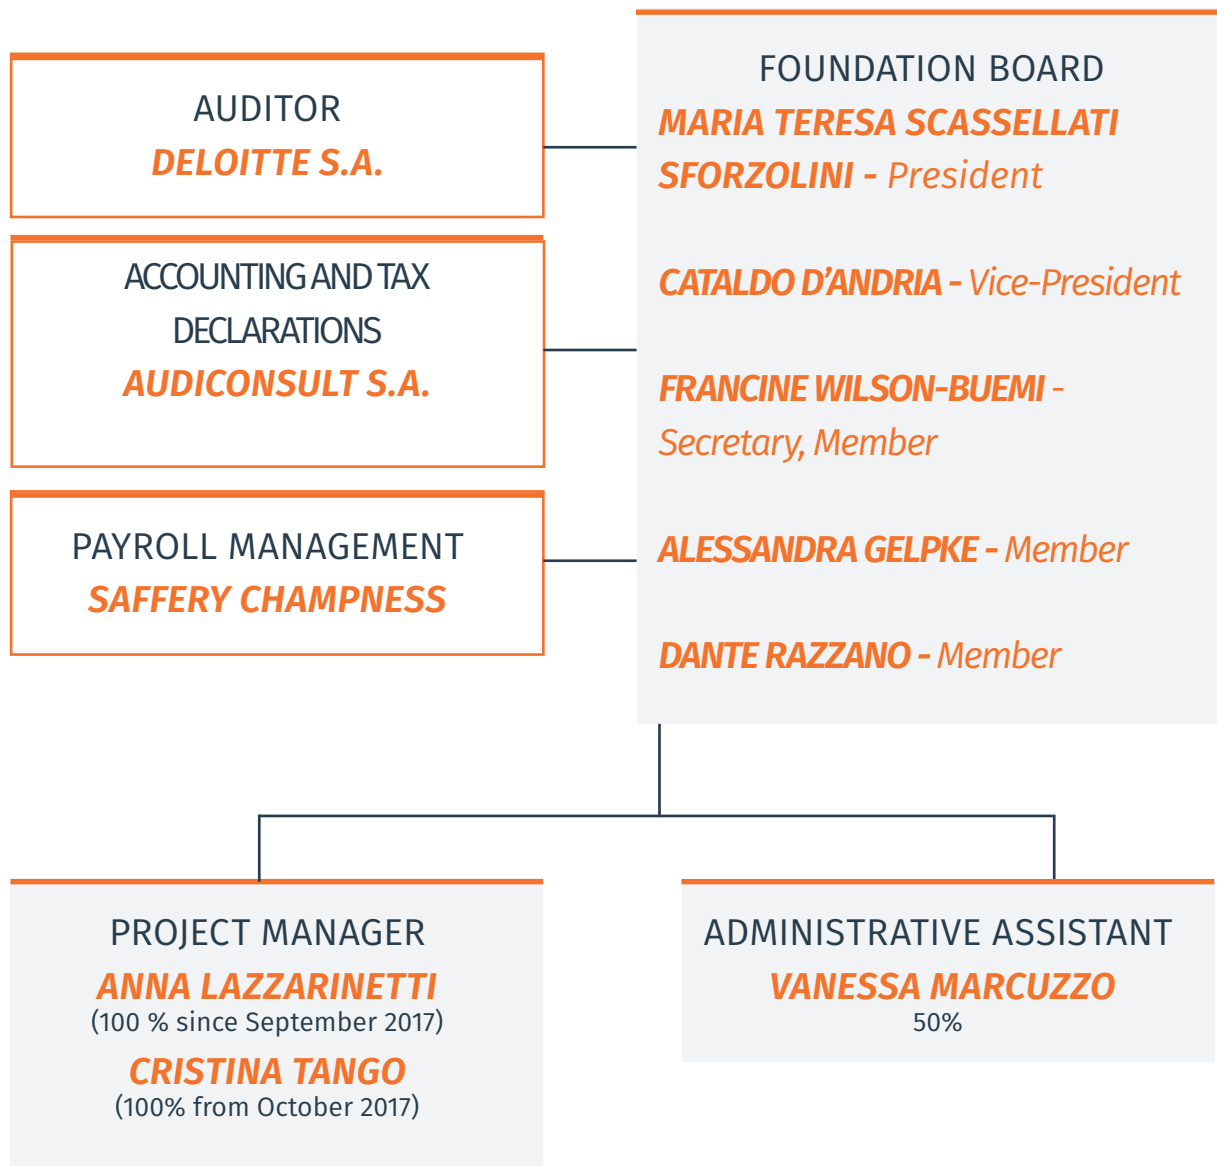 AUDITOR
DELOITTE S.A.
ACCOUNTING AND TAX
DECLARATIONS
AUDICONSULT S.A.
PAYROLL MANAGEMENT
SAFFERY CHAMPNESS
FOUNDATION BOARD
MARIA TERESA SCASSELLATI
SFORZOLINI - President
CATALDO D’ANDRIA - Vice-President
FRANCINE WILSON-BUEMI -
Secretary, Member
ALESSANDRA GELPKE - Member
DANTE RAZZANO - Member
PROJECT MANAGER
ANNA LAZZARINETTI
(100 % since September 2017)
CRISTINA TANGO
(100% from October 2017)
ADMINISTRATIVE ASSISTANT
VANESSA MARCUZZO
50%